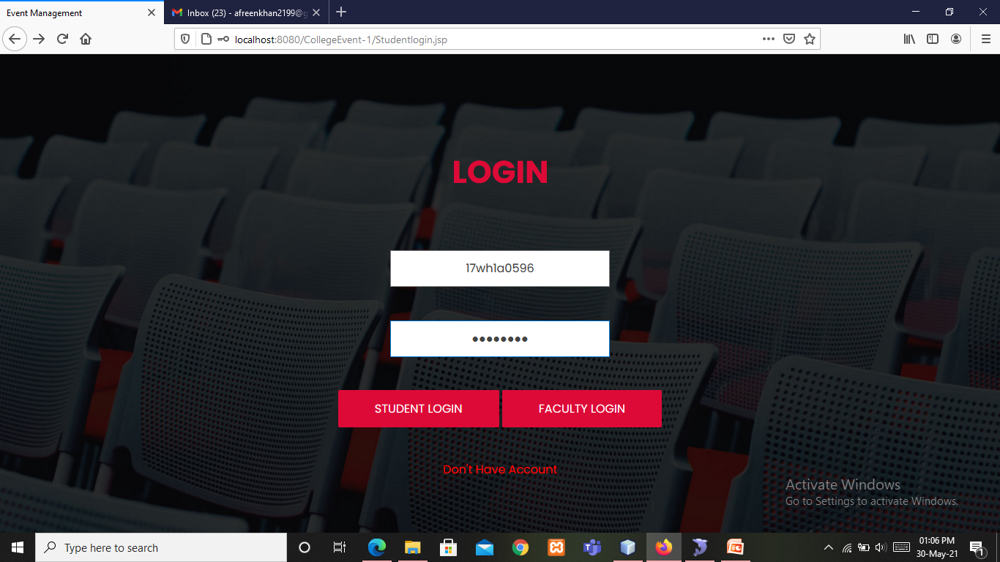 Event Management
Inbox (23) - afreenkhan2199@g
localhost:8080/CollegeEvent-1/Studentlogin.jsp
LOGIN
17wh1a0596
STUDENT LOGIN
FACULTY LOGIN
Don't Have Account
Activate Windows
Go to Settings to activate Windows.
Type here to search
01:06 PM
30-May-21
1